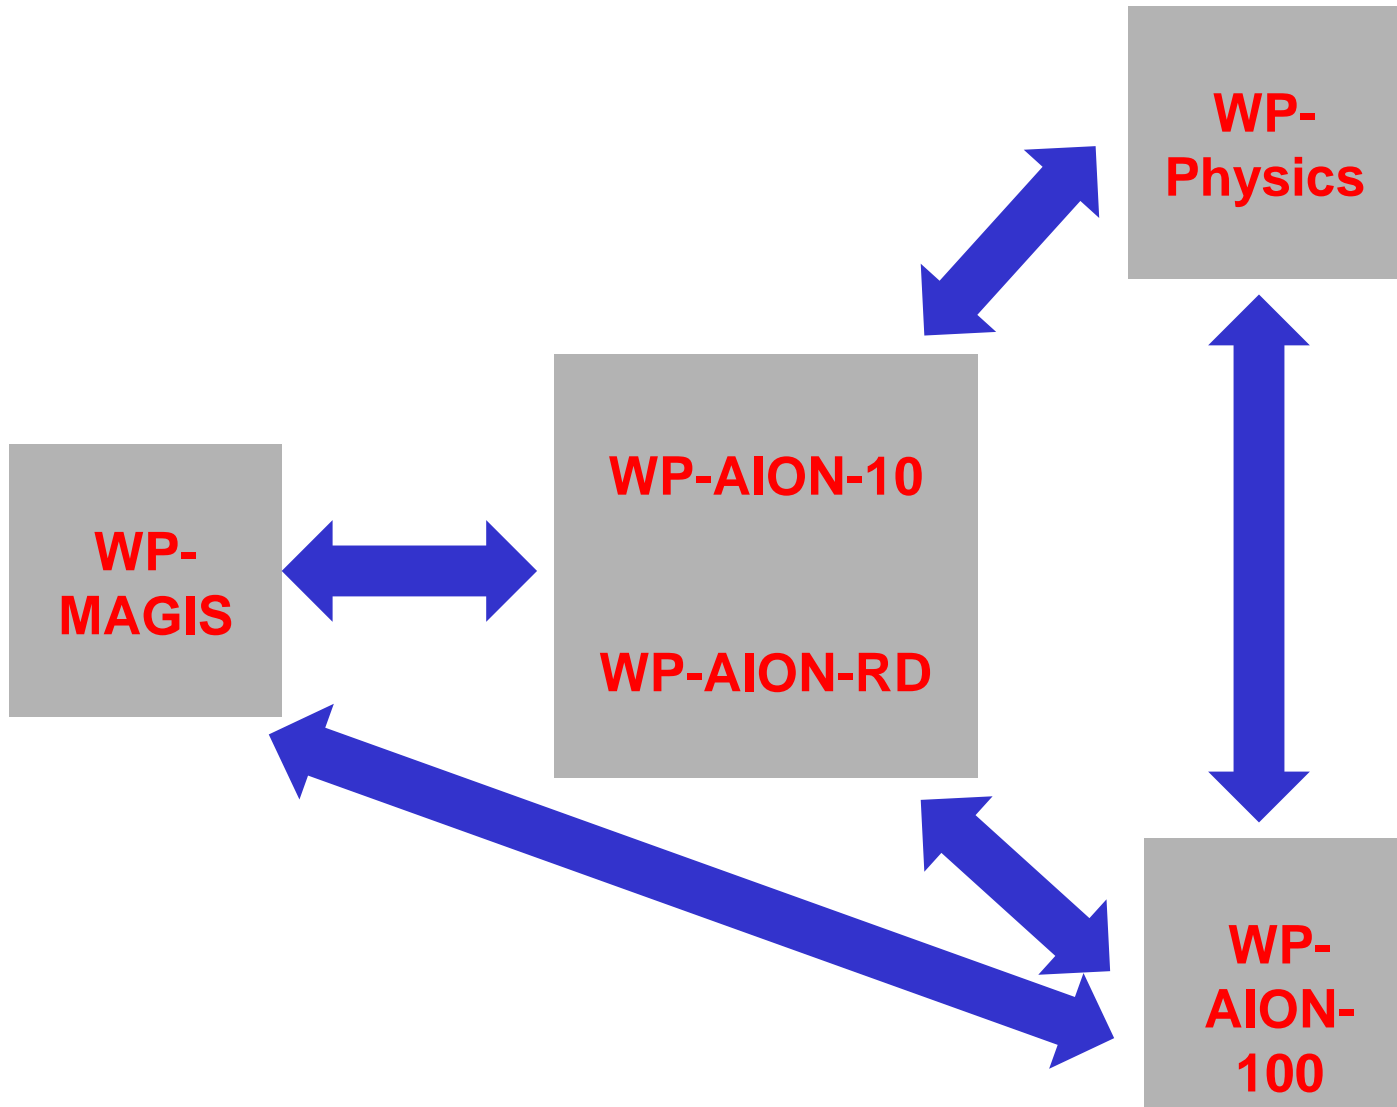 WP-
Physics
WP-AION-10
WP-
MAGIS
WP-AION-RD
WP-
AION-
100